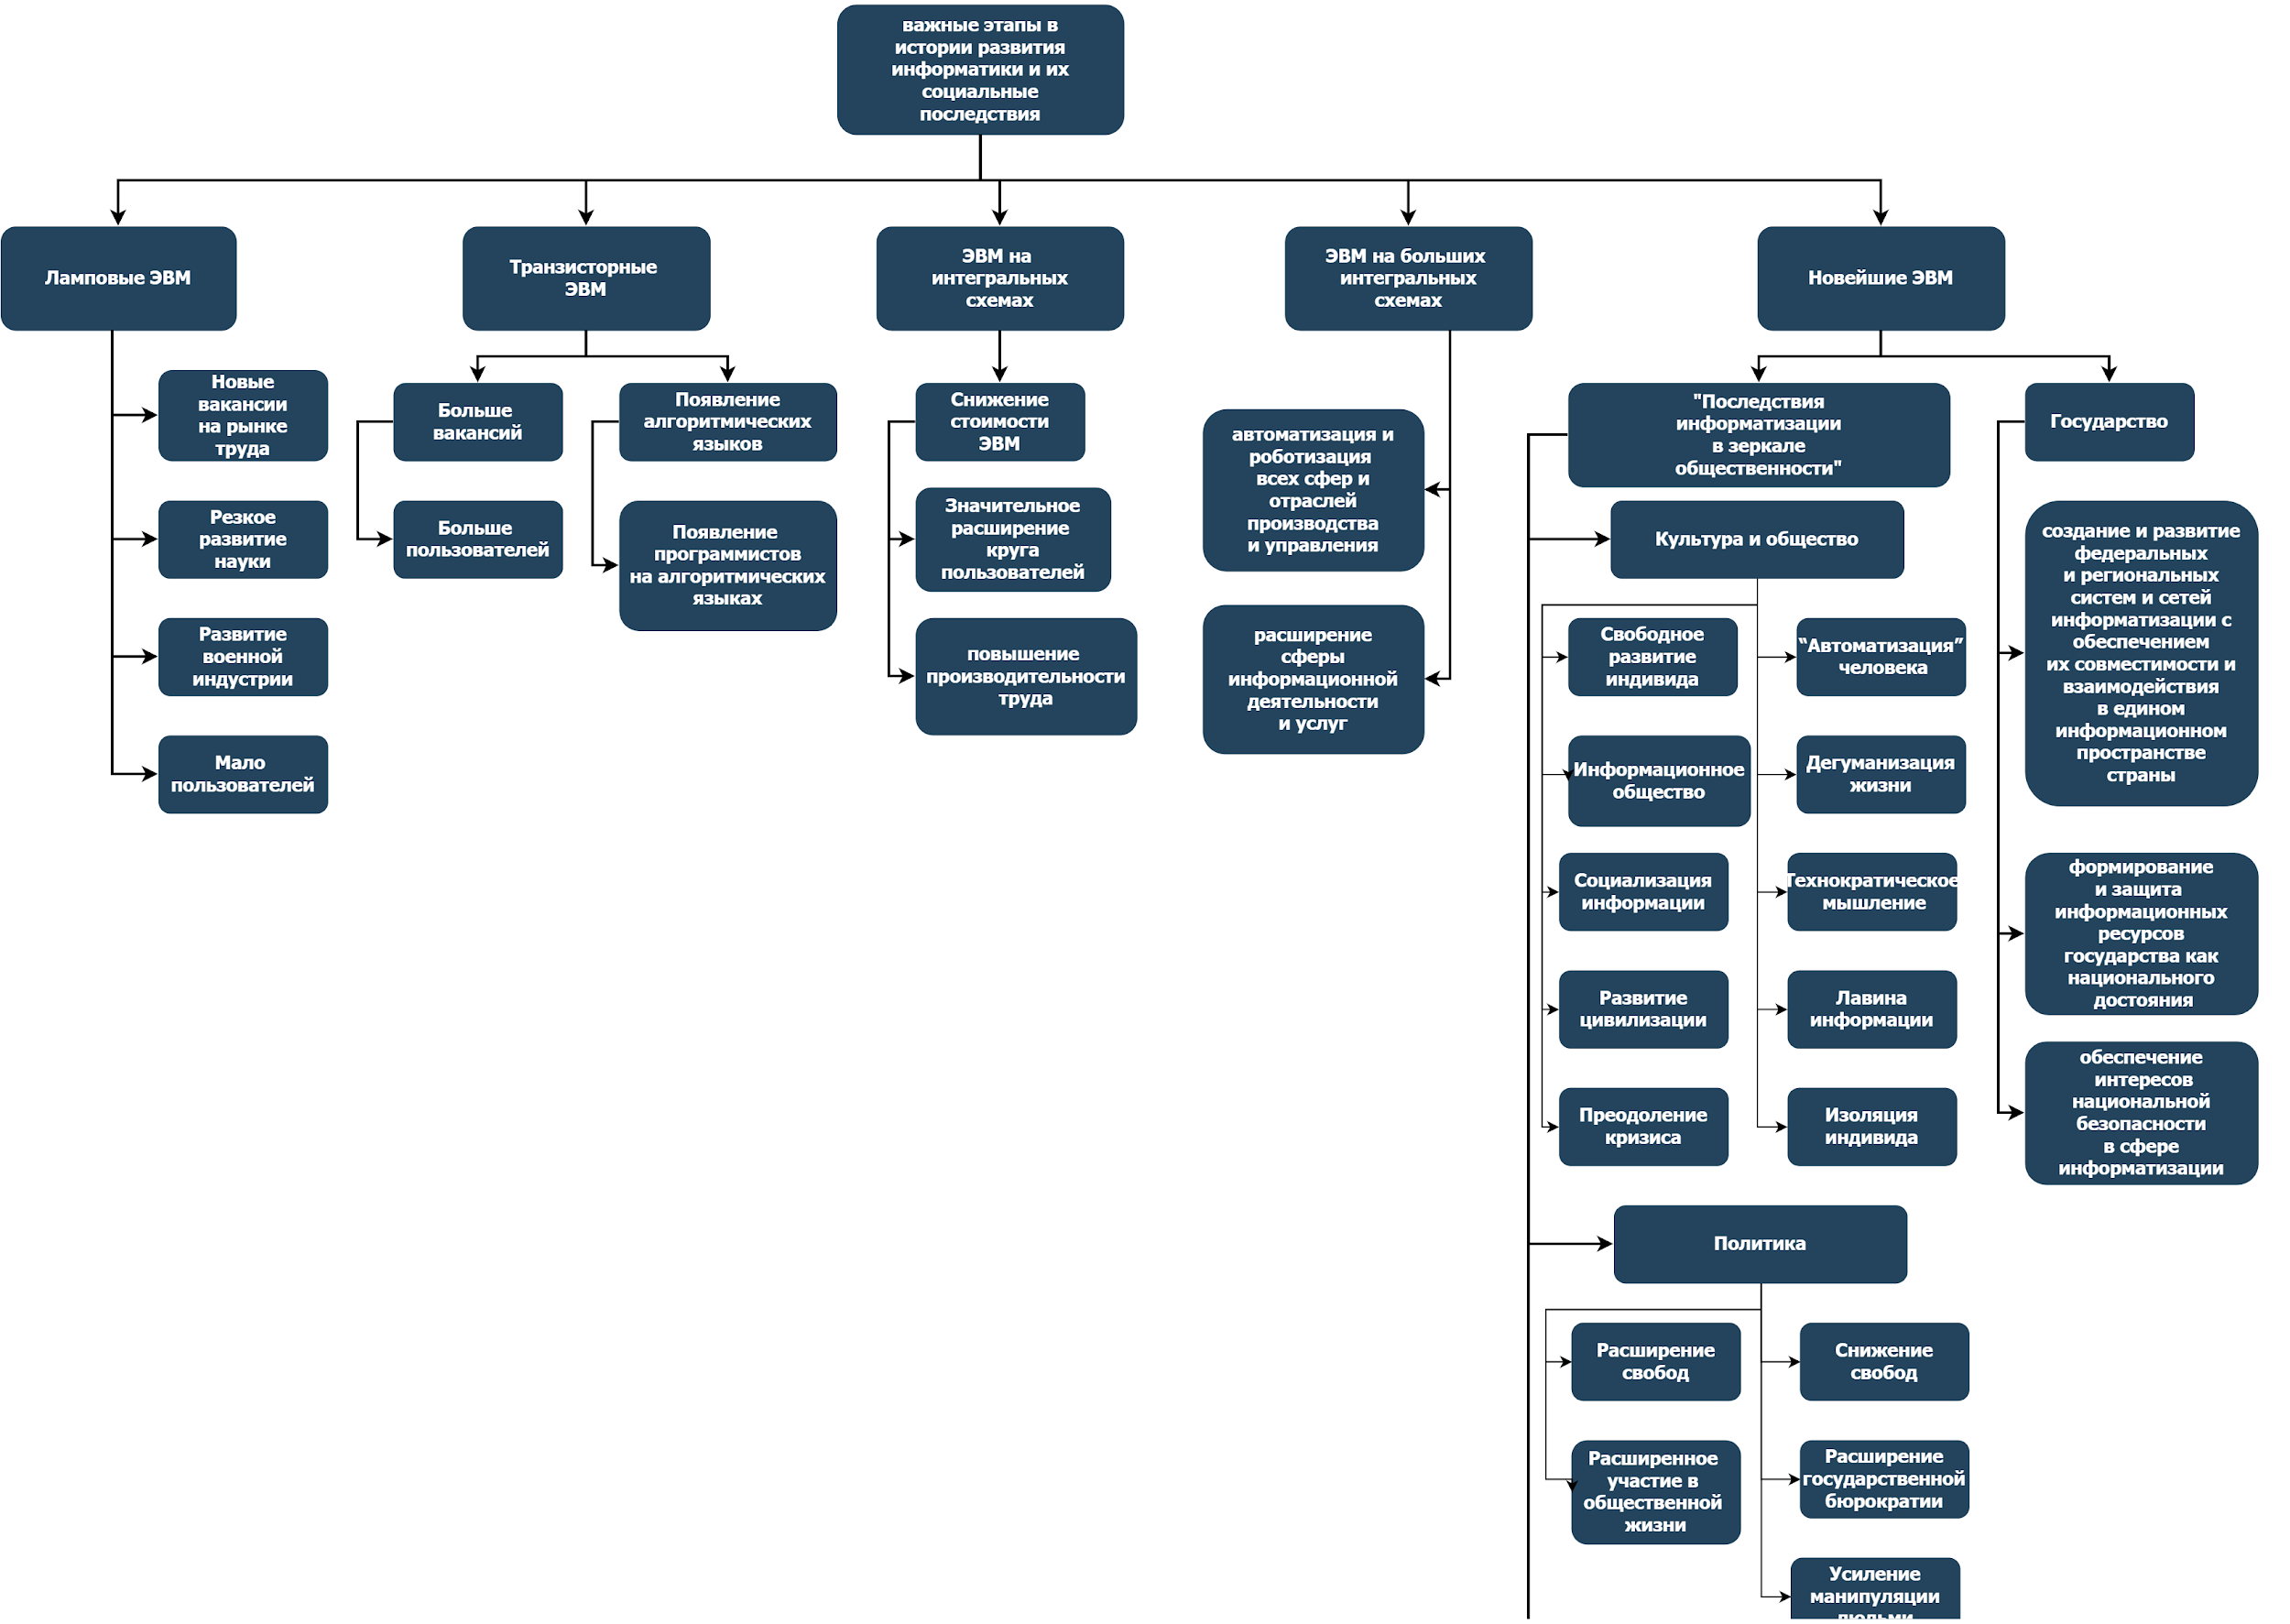 важные этапы в
истории развития
информатики и их
социальные
последствия
Ламповые ЭВМ
Транзисторные
ЭВМ
ЭВМ на
интегральных
схемах
ЭВМ на больших
интегральных
схемах
Новейшие ЭВМ
Новые
вакансии
на рынке
труда
Резкое
развитие
науки
Развитие
военной
индустрии
Мало
пользователей
Больше
вакансий
Больше
пользователей
Появление
алгоритмических
языков
Появление
программистов
на алгоритмических
языках
Снижение
стоимости
ЭВМ
Значительное
расширение
круга
пользователей
повышение
производительности
труда
автоматизация и
роботизация
всех сфер и
отраслей
производства
и управления
расширение
сферы
информационной
деятельности
и услуг
"Последствия
информатизации
в зеркале
общественности"
Культура и общество
Свободное
развитие
индивида
Информационное
общество
Социализация
информации
Развитие
цивилизации
Преодоление
кризиса
“Автоматизация”
человека
Дегуманизация
жизни
Технократическое
мышление
Лавина
информации
Изоляция
индивида
Политика
Расширение
свобод
Расширенное
участие в
общественной
жизни
Снижение
свобод
Расширение
государственной
бюрократии
Усиление
манипуляции
людьми
Государство
создание и развитие
федеральных
и региональных
систем и сетей
информатизации с
обеспечением
их совместимости и
взаимодействия
в едином
информационном
пространстве
страны
формирование
и защита
информационных
ресурсов
государства как
национального
достояния
обеспечение
интересов
национальной
безопасности
в сфере
информатизации